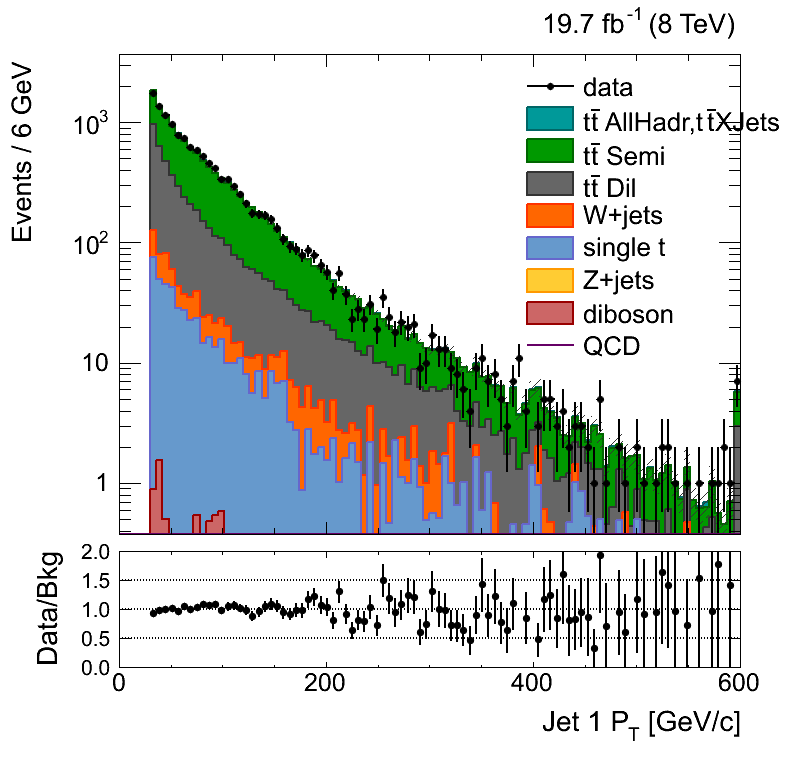 19.7 fb⁻¹ (8 TeV)
Events / 6 GeV
10³
10²
10
1
data
tt̄ AllHadr,tt̄XJets
tt̄ Semi
tt̄ Dil
W+jets
single t
Z+jets
diboson
QCD
Data/Bkg
2.0
1.5
1.0
0.5
0.0
0 200 400 600
Jet 1 P_T [GeV/c]